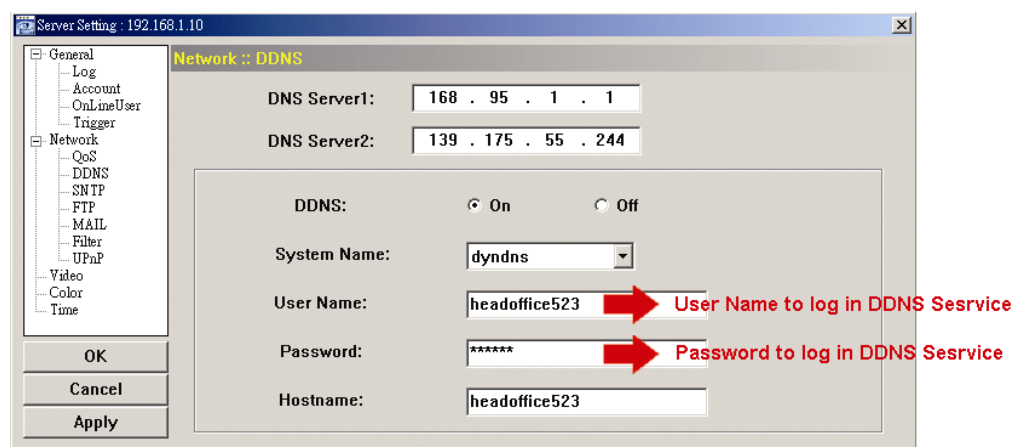 Server Setting : 192.168.1.10
General
Log
Account
OnLineUser
Trigger
Network
QoS
DDNS
SNTP
FTP
MAIL
Filter
UPnP
Video
Color
Time
OK
Cancel
Apply
Network :: DDNS
DNS Server1: 168 . 95 . 1 . 1
DNS Server2: 139 . 175 . 55 . 244
DDNS: On Off
System Name: dyndns
User Name: headoffice523 User Name to log in DDNS Sesrvice
Password: ****** Password to log in DDNS Sesrvice
Hostname: headoffice523